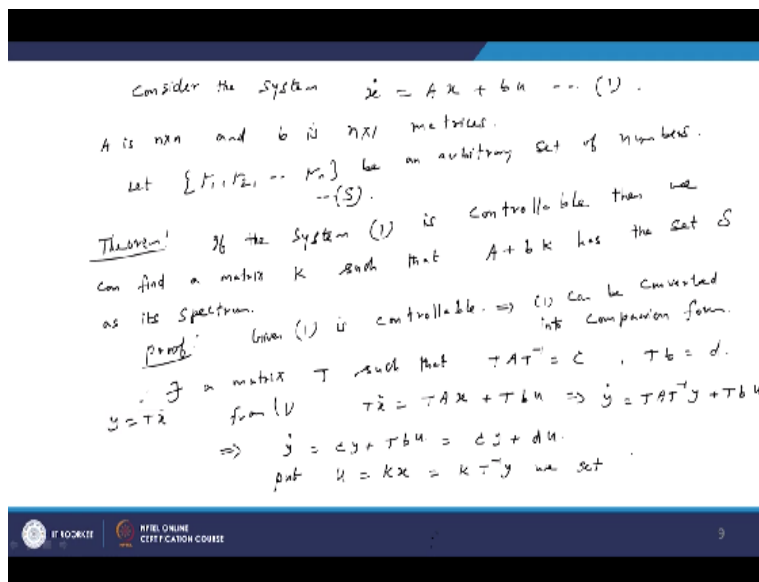 Consider the system ẋ = Ax + bu --- (1).
A is n×n and b is n×1 matrices.
Let {r₁, r₂, -- rₙ} be an arbitrary set of numbers.
--(S).
Theorem: If the system (1) is controllable then we
can find a matrix K such that A + bK has the set S
as its spectrum.
Proof: Given (1) is controllable. ⇒ (1) can be converted
into companion form.
∴ ∃ a matrix T such that TAT⁻¹ = C, Tb = d.
y = Tx from (1) Tẋ = TAx + Tbu ⇒ ẏ = TAT⁻¹y + Tbu
⇒ ẏ = Cy + Tbu = Cy + du.
put u = Kx = KT⁻¹y we get
IIT ROORKEE NPTEL ONLINE
CERTIFICATION COURSE
9